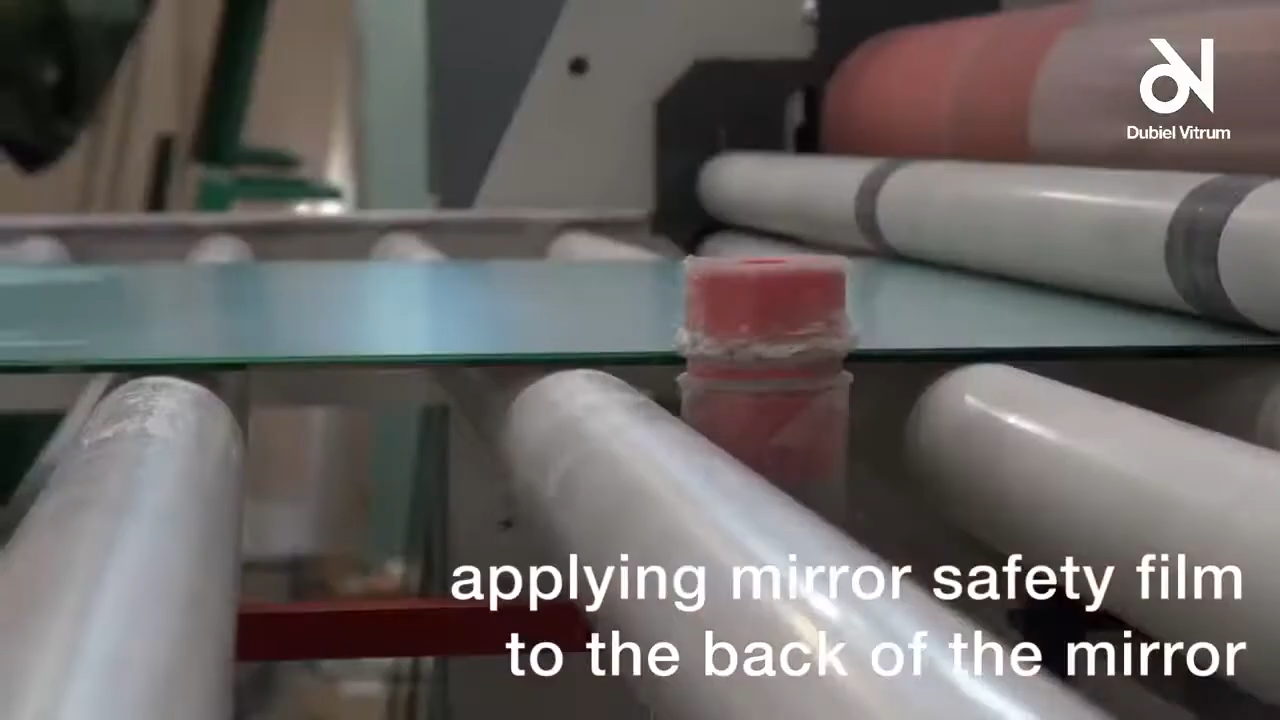 Dubiel Vitrum
applying mirror safety film
to the back of the mirror